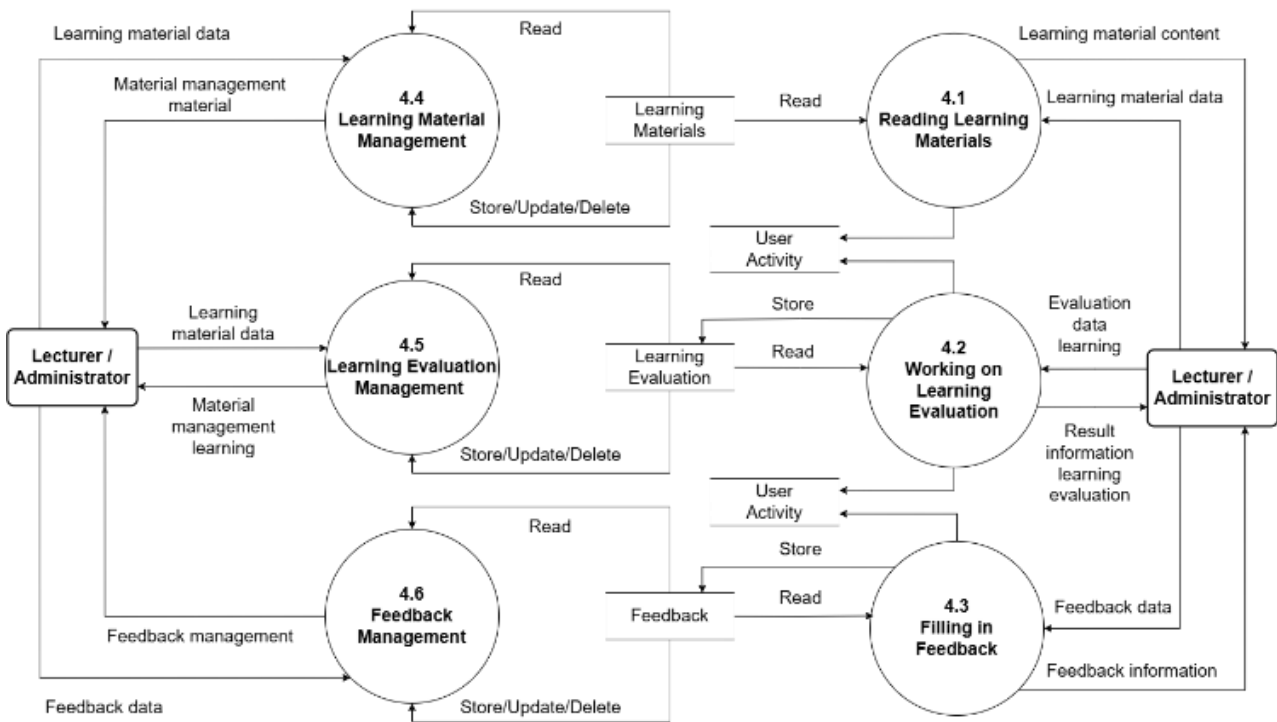 Learning material data
Read
Learning material content
Material management
material
4.4
Learning Material
Management
Learning
Materials
Read
4.1
Reading Learning
Materials
Learning material data
Store/Update/Delete
User
Activity
Read
Learning
material data
Store
Evaluation
data
learning
Lecturer /
Administrator
4.5
Learning Evaluation
Management
Learning
Evaluation
Read
4.2
Working on
Learning
Evaluation
Lecturer /
Administrator
Material
management
learning
Store/Update/Delete
Result
information
learning
evaluation
User
Activity
Read
Store
4.6
Feedback
Management
Feedback
Read
4.3
Filling in
Feedback
Feedback data
Feedback management
Feedback information
Feedback data
Store/Update/Delete